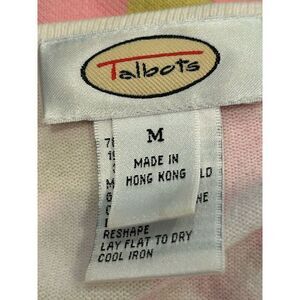 Talbots
M
MADE IN
HONG KONG
RESHAPE
LAY FLAT TO DRY
COOL IRON